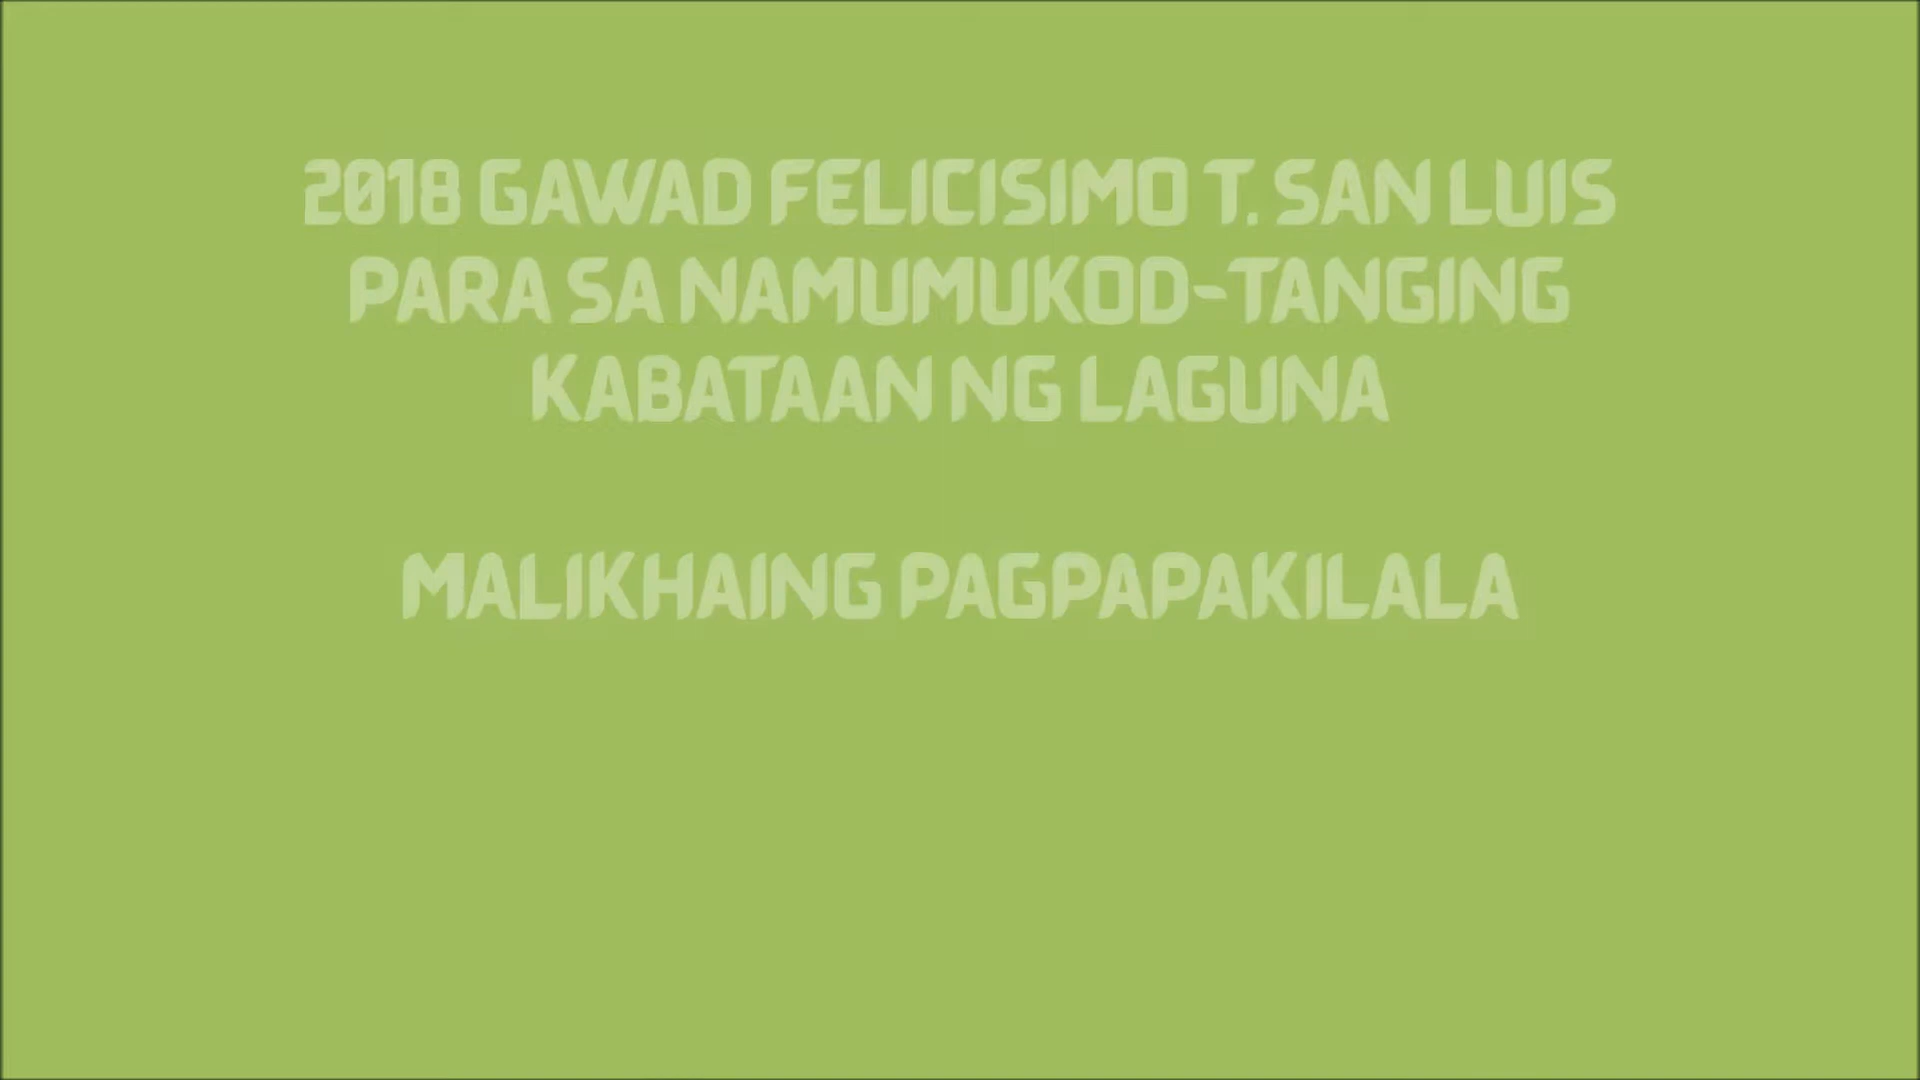 2018 GAWAD FELICISIMO T. SAN LUIS
PARA SA NAMUMUKOD-TANGING
KABATAAN NG LAGUNA
MALIKHAING PAGPAPAKILALA